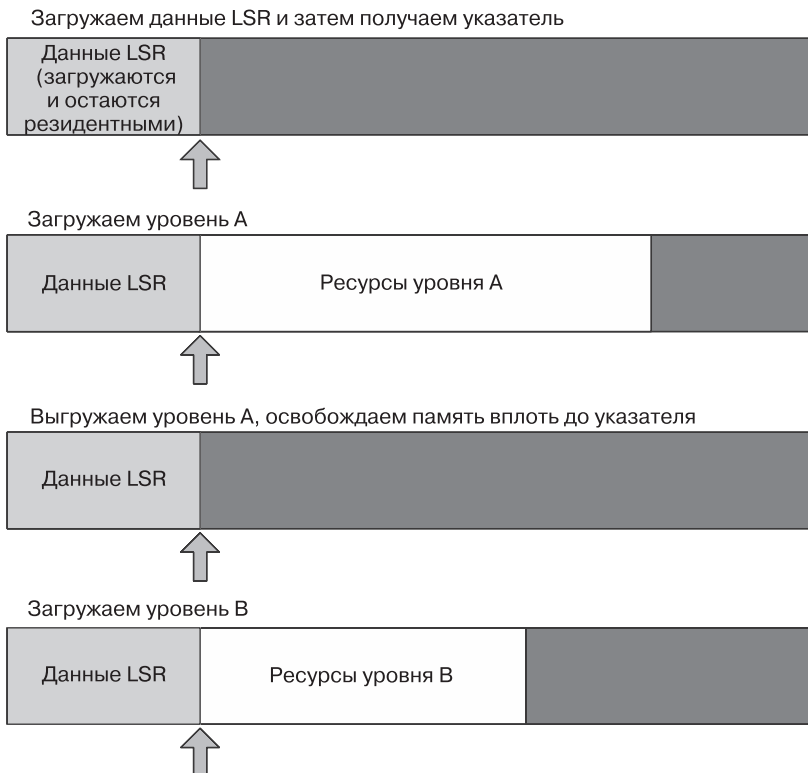 Загружаем данные LSR и затем получаем указатель
Данные LSR
(загружаются
и остаются
резидентными)
Загружаем уровень A
Данные LSR
Ресурсы уровня A
Выгружаем уровень A, освобождаем память вплоть до указателя
Данные LSR
Загружаем уровень B
Данные LSR
Ресурсы уровня B